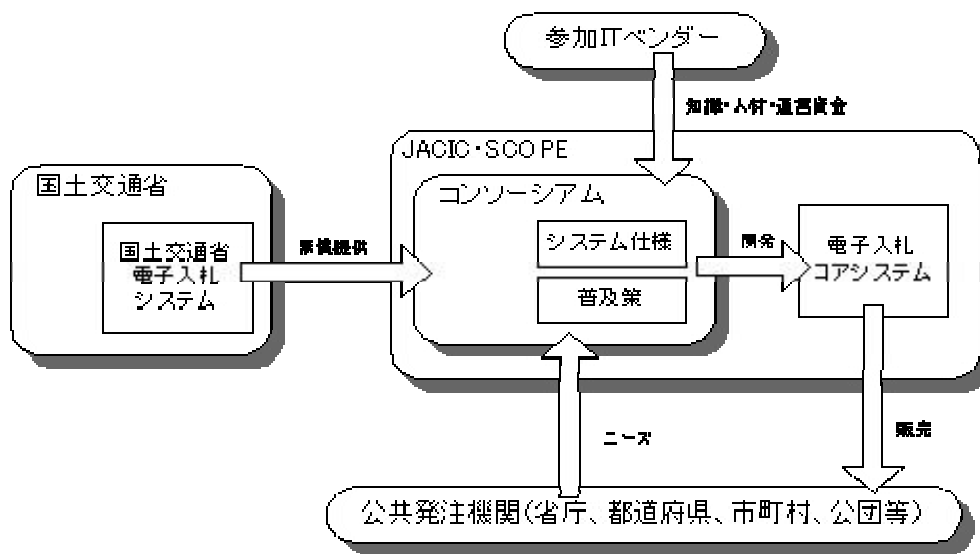 参加ITベンダー
知識・人材・運営資金
JACIC・SCOPE
国土交通省
コンソーシアム
国土交通省
電子入札
システム
システム仕様
開発
電子入札
コアシステム
普及策
ニーズ
販売
公共発注機関(省庁、都道府県、市町村、公団等)